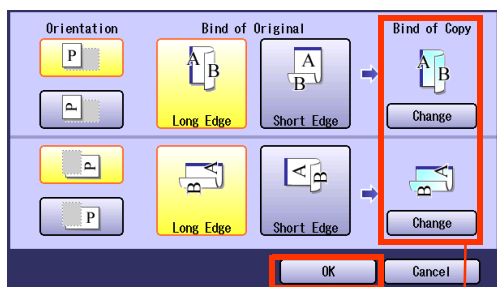 Orientation Bind of Original Bind of Copy
P A B A B A B
P Long Edge Short Edge Change
P A B A B A B
P Long Edge Short Edge Change
OK Cancel